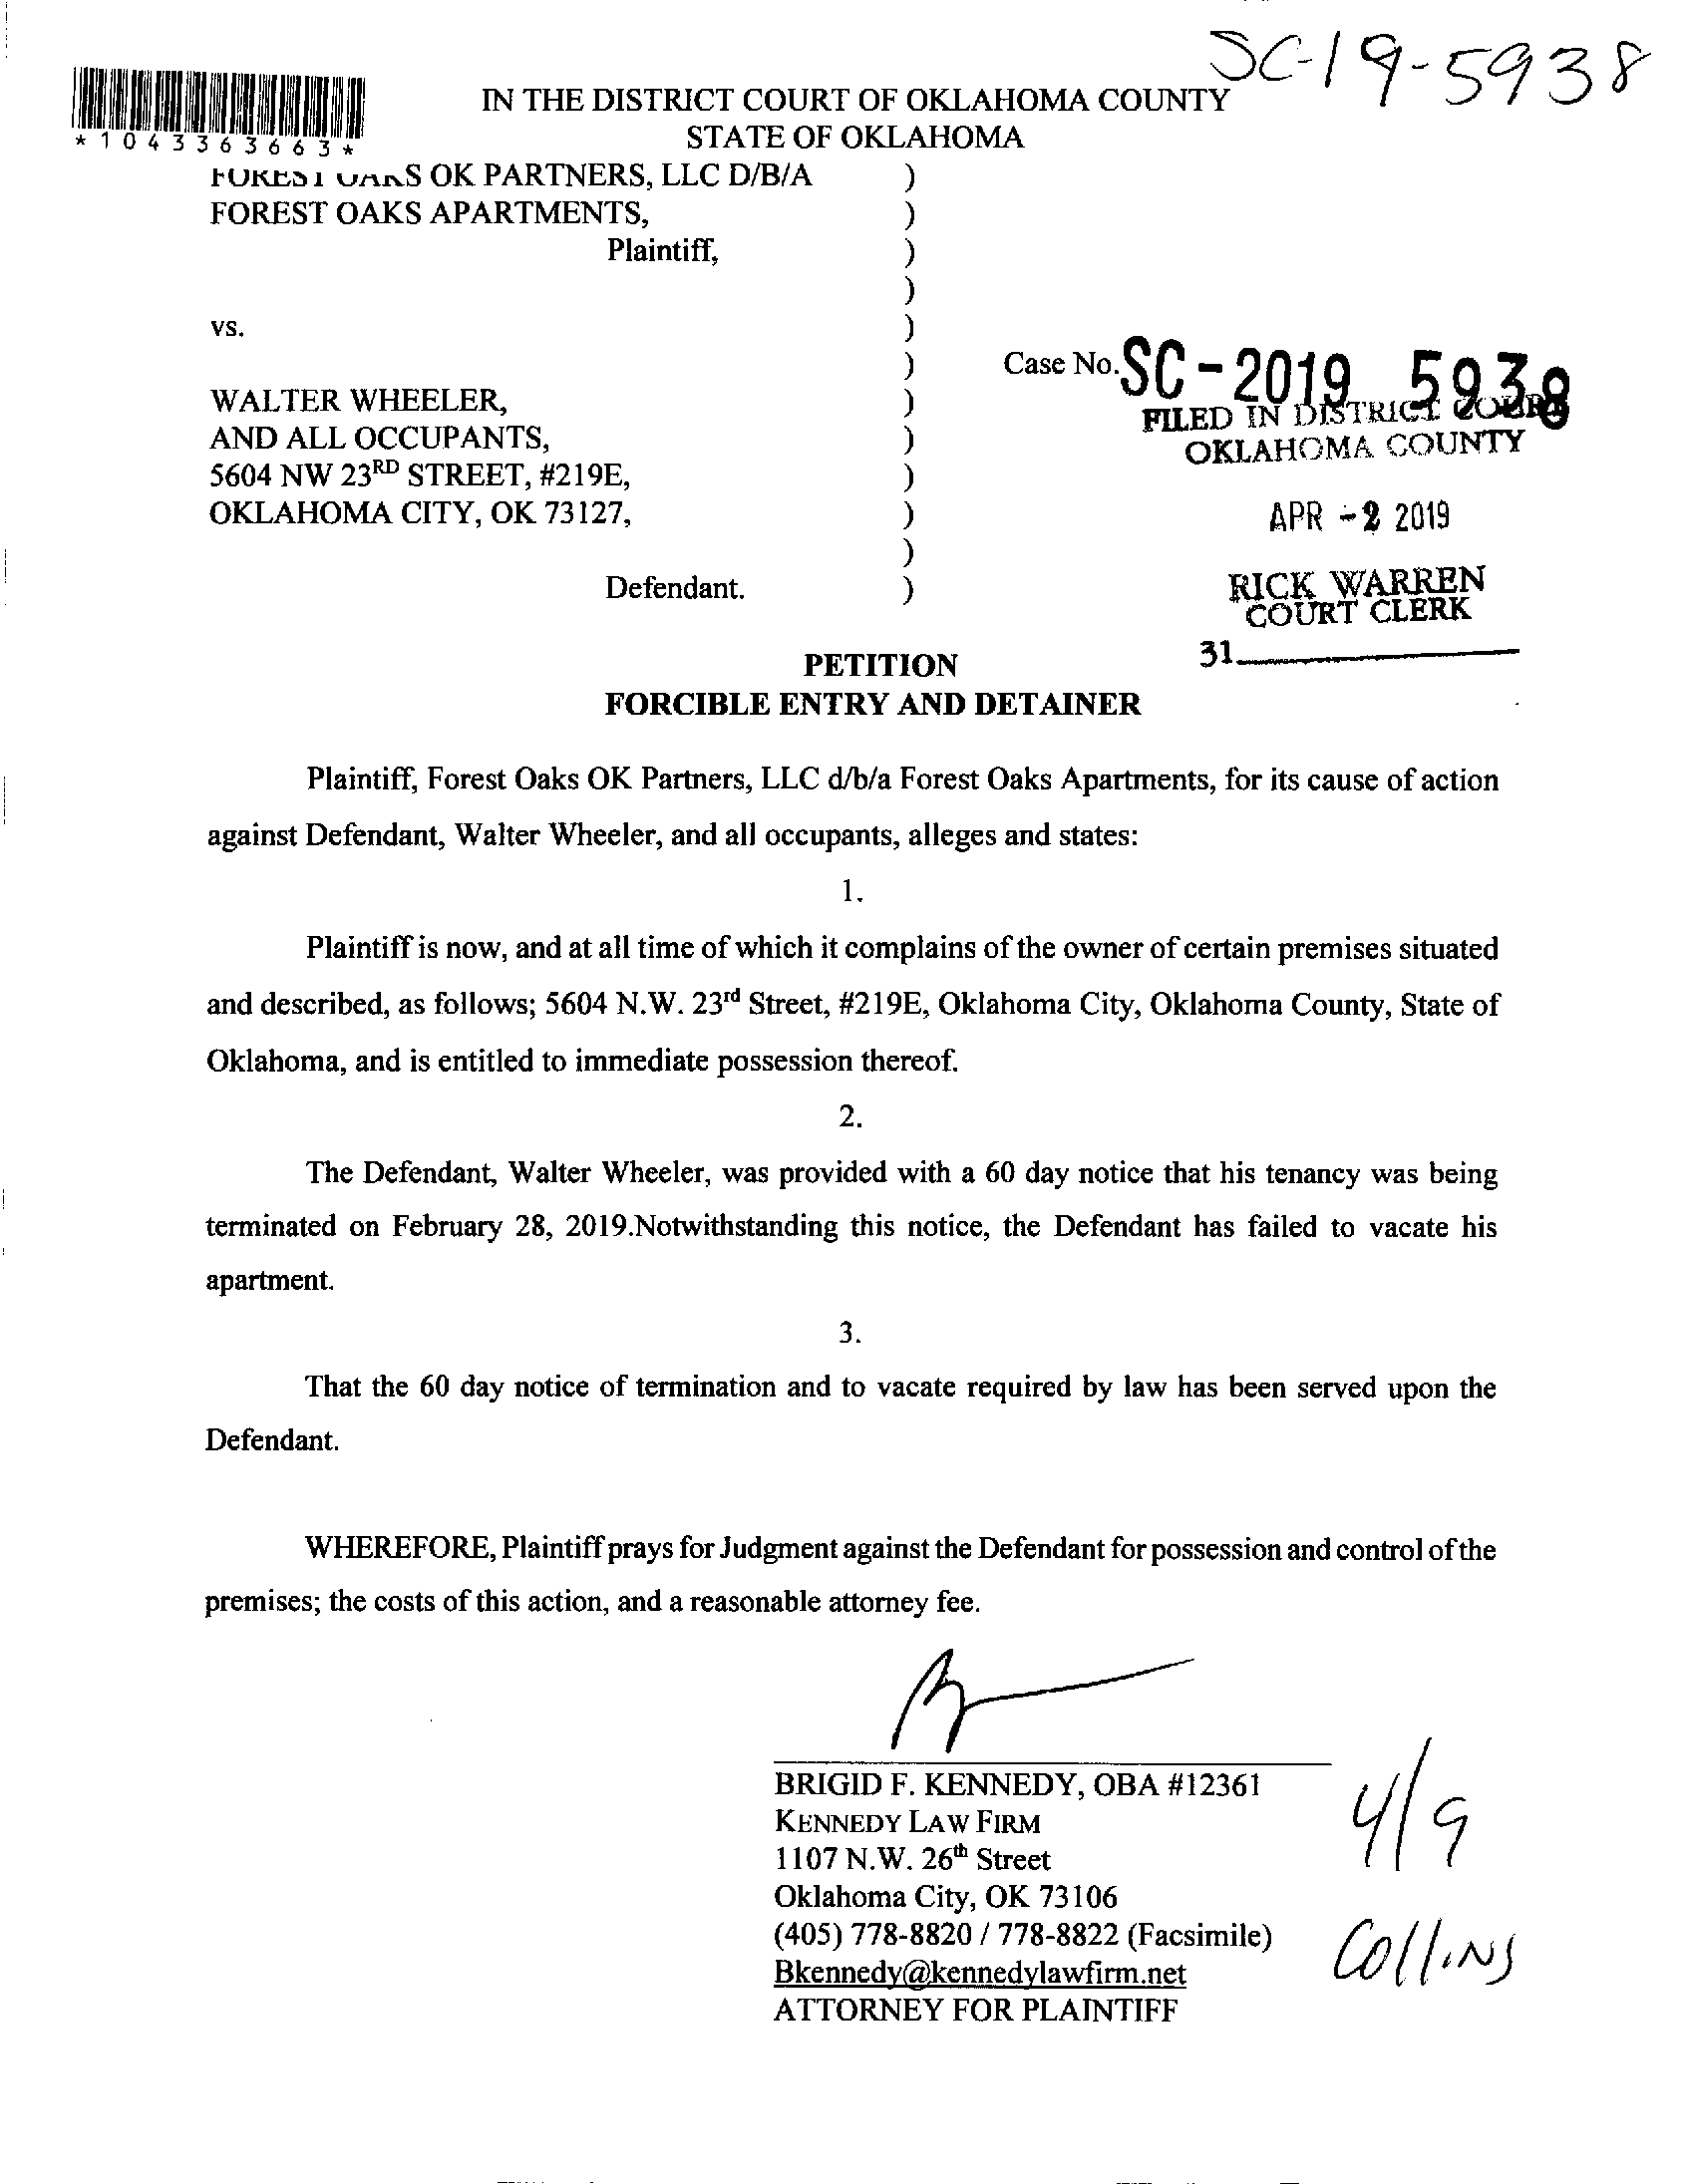 SC-19-5938
IN THE DISTRICT COURT OF OKLAHOMA COUNTY
STATE OF OKLAHOMA
*1043363663*
FOREST OAKS OK PARTNERS, LLC D/B/A )
FOREST OAKS APARTMENTS, )
Plaintiff, )
)
vs. )
) Case No. SC-2019 5938
WALTER WHEELER, )
FILED IN DISTRICT COURT
AND ALL OCCUPANTS, )
OKLAHOMA COUNTY
5604 NW 23RD STREET, #219E, )
OKLAHOMA CITY, OK 73127, )
APR -2 2019
)
Defendant. )
RICK WARREN
COURT CLERK
31
PETITION
FORCIBLE ENTRY AND DETAINER
Plaintiff, Forest Oaks OK Partners, LLC d/b/a Forest Oaks Apartments, for its cause of action
against Defendant, Walter Wheeler, and all occupants, alleges and states:
1.
Plaintiff is now, and at all time of which it complains of the owner of certain premises situated
and described, as follows; 5604 N.W. 23rd Street, #219E, Oklahoma City, Oklahoma County, State of
Oklahoma, and is entitled to immediate possession thereof.
2.
The Defendant, Walter Wheeler, was provided with a 60 day notice that his tenancy was being
terminated on February 28, 2019.Notwithstanding this notice, the Defendant has failed to vacate his
apartment.
3.
That the 60 day notice of termination and to vacate required by law has been served upon the
Defendant.
WHEREFORE, Plaintiff prays for Judgment against the Defendant for possession and control of the
premises; the costs of this action, and a reasonable attorney fee.
BRIGID F. KENNEDY, OBA #12361
KENNEDY LAW FIRM
1107 N.W. 26th Street
Oklahoma City, OK 73106
(405) 778-8820 / 778-8822 (Facsimile)
Bkennedy@kennedylawfirm.net
ATTORNEY FOR PLAINTIFF
4/9
Collins